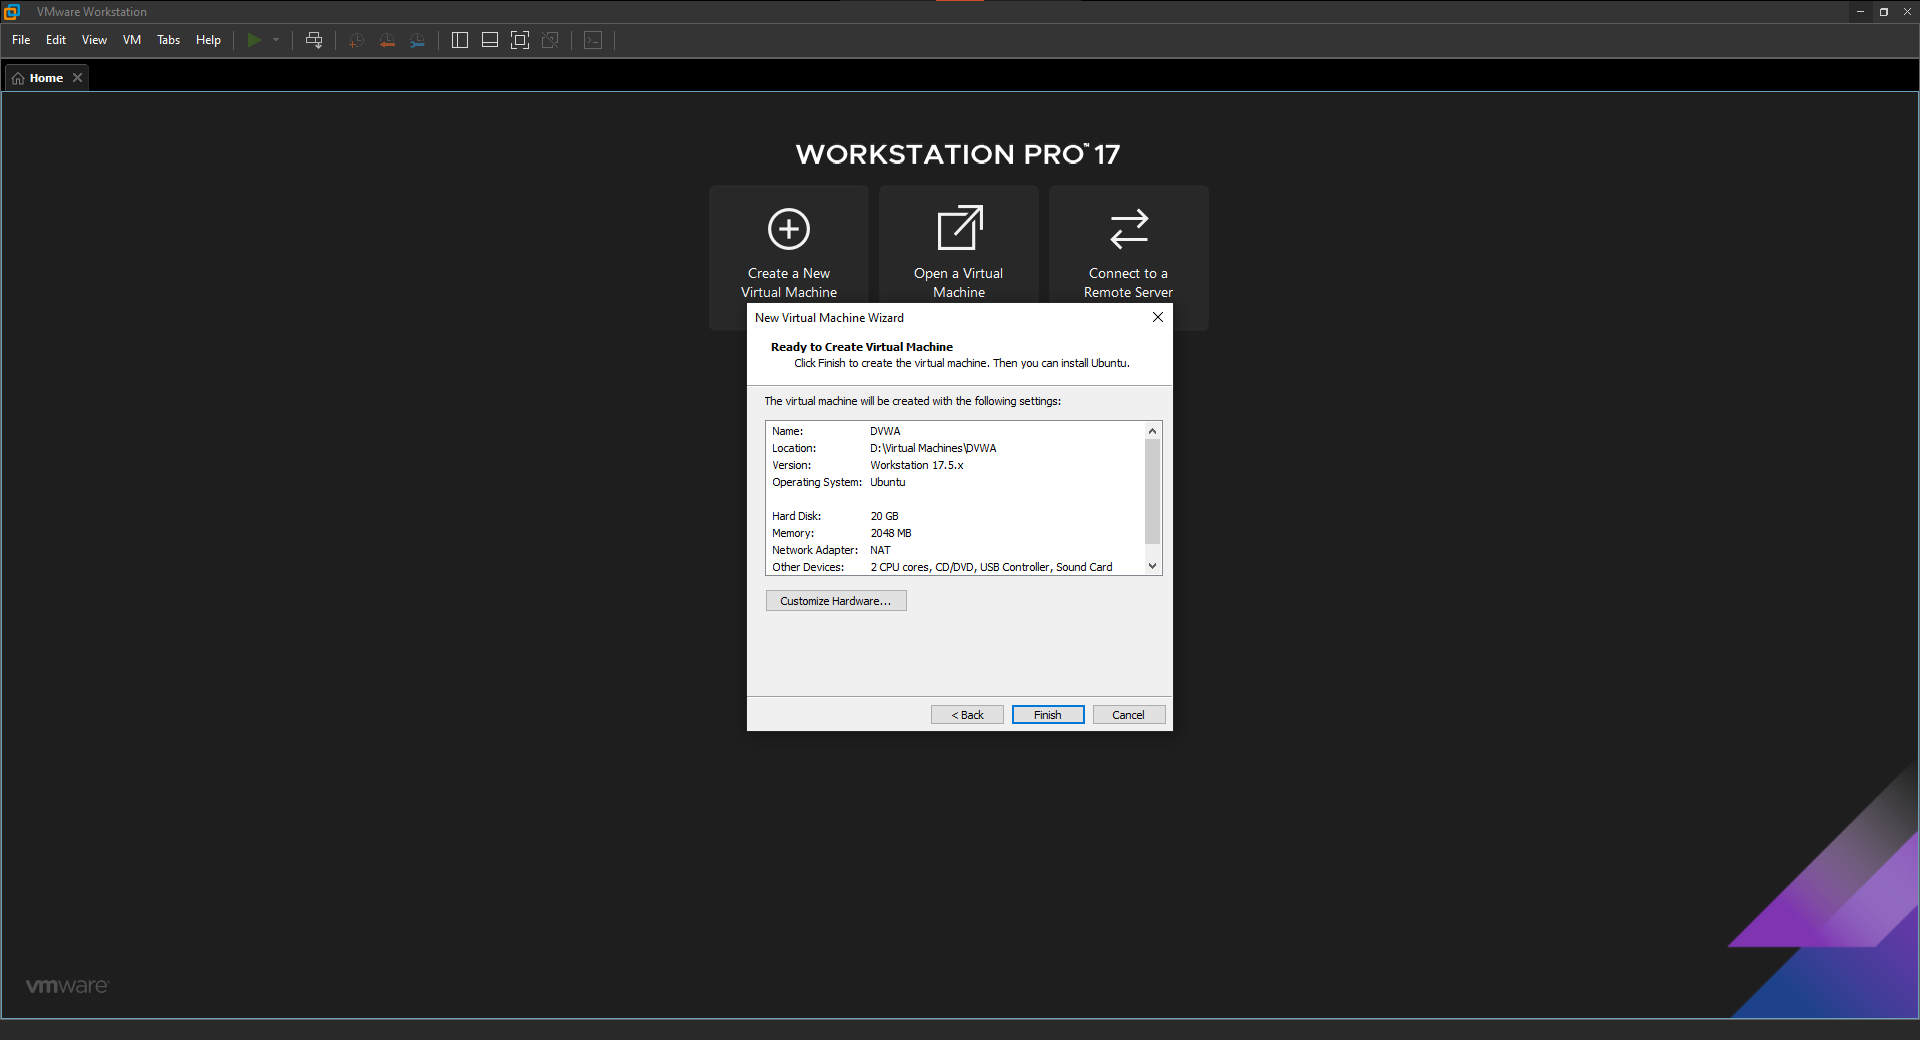 VMware Workstation
File Edit View VM Tabs Help
Home
WORKSTATION PRO™ 17
Create a New
Virtual Machine
Open a Virtual
Machine
Connect to a
Remote Server
New Virtual Machine Wizard
Ready to Create Virtual Machine
Click Finish to create the virtual machine. Then you can install Ubuntu.
The virtual machine will be created with the following settings:
Name: DVWA
Location: D:\Virtual Machines\DVWA
Version: Workstation 17.5.x
Operating System: Ubuntu
Hard Disk: 20 GB
Memory: 2048 MB
Network Adapter: NAT
Other Devices: 2 CPU cores, CD/DVD, USB Controller, Sound Card
Customize Hardware...
< Back Finish Cancel
vmware